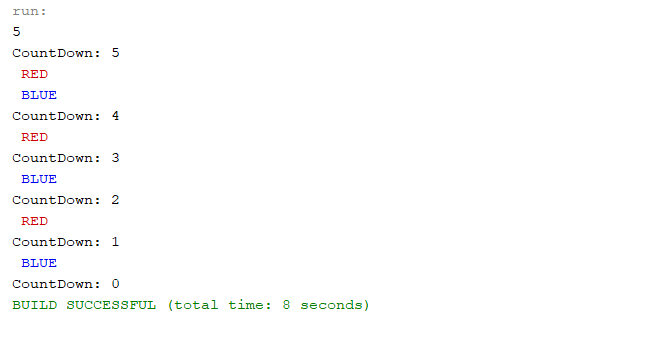 run:
5
CountDown: 5
RED
BLUE
CountDown: 4
RED
CountDown: 3
BLUE
CountDown: 2
RED
CountDown: 1
BLUE
CountDown: 0
BUILD SUCCESSFUL (total time: 8 seconds)